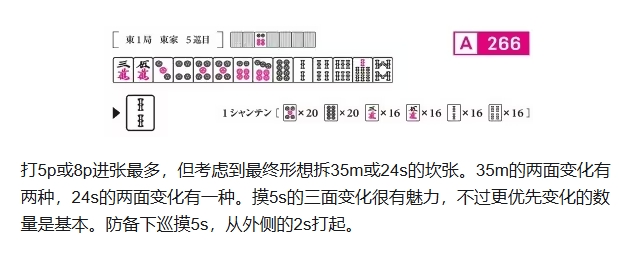 [ 東1局 東家 5巡目 ]
A 266
三萬 伍萬
1シャンテン [ ×20 ×20 ×16 ×16 ×16 ×16 ]
打5p或8p进张最多，但考虑到最终形想拆35m或24s的坎张。35m的两面变化有
两种，24s的两面变化有一种。摸5s的三面变化很有魅力，不过更优先变化的数
量是基本。防备下巡摸5s，从外侧的2s打起。